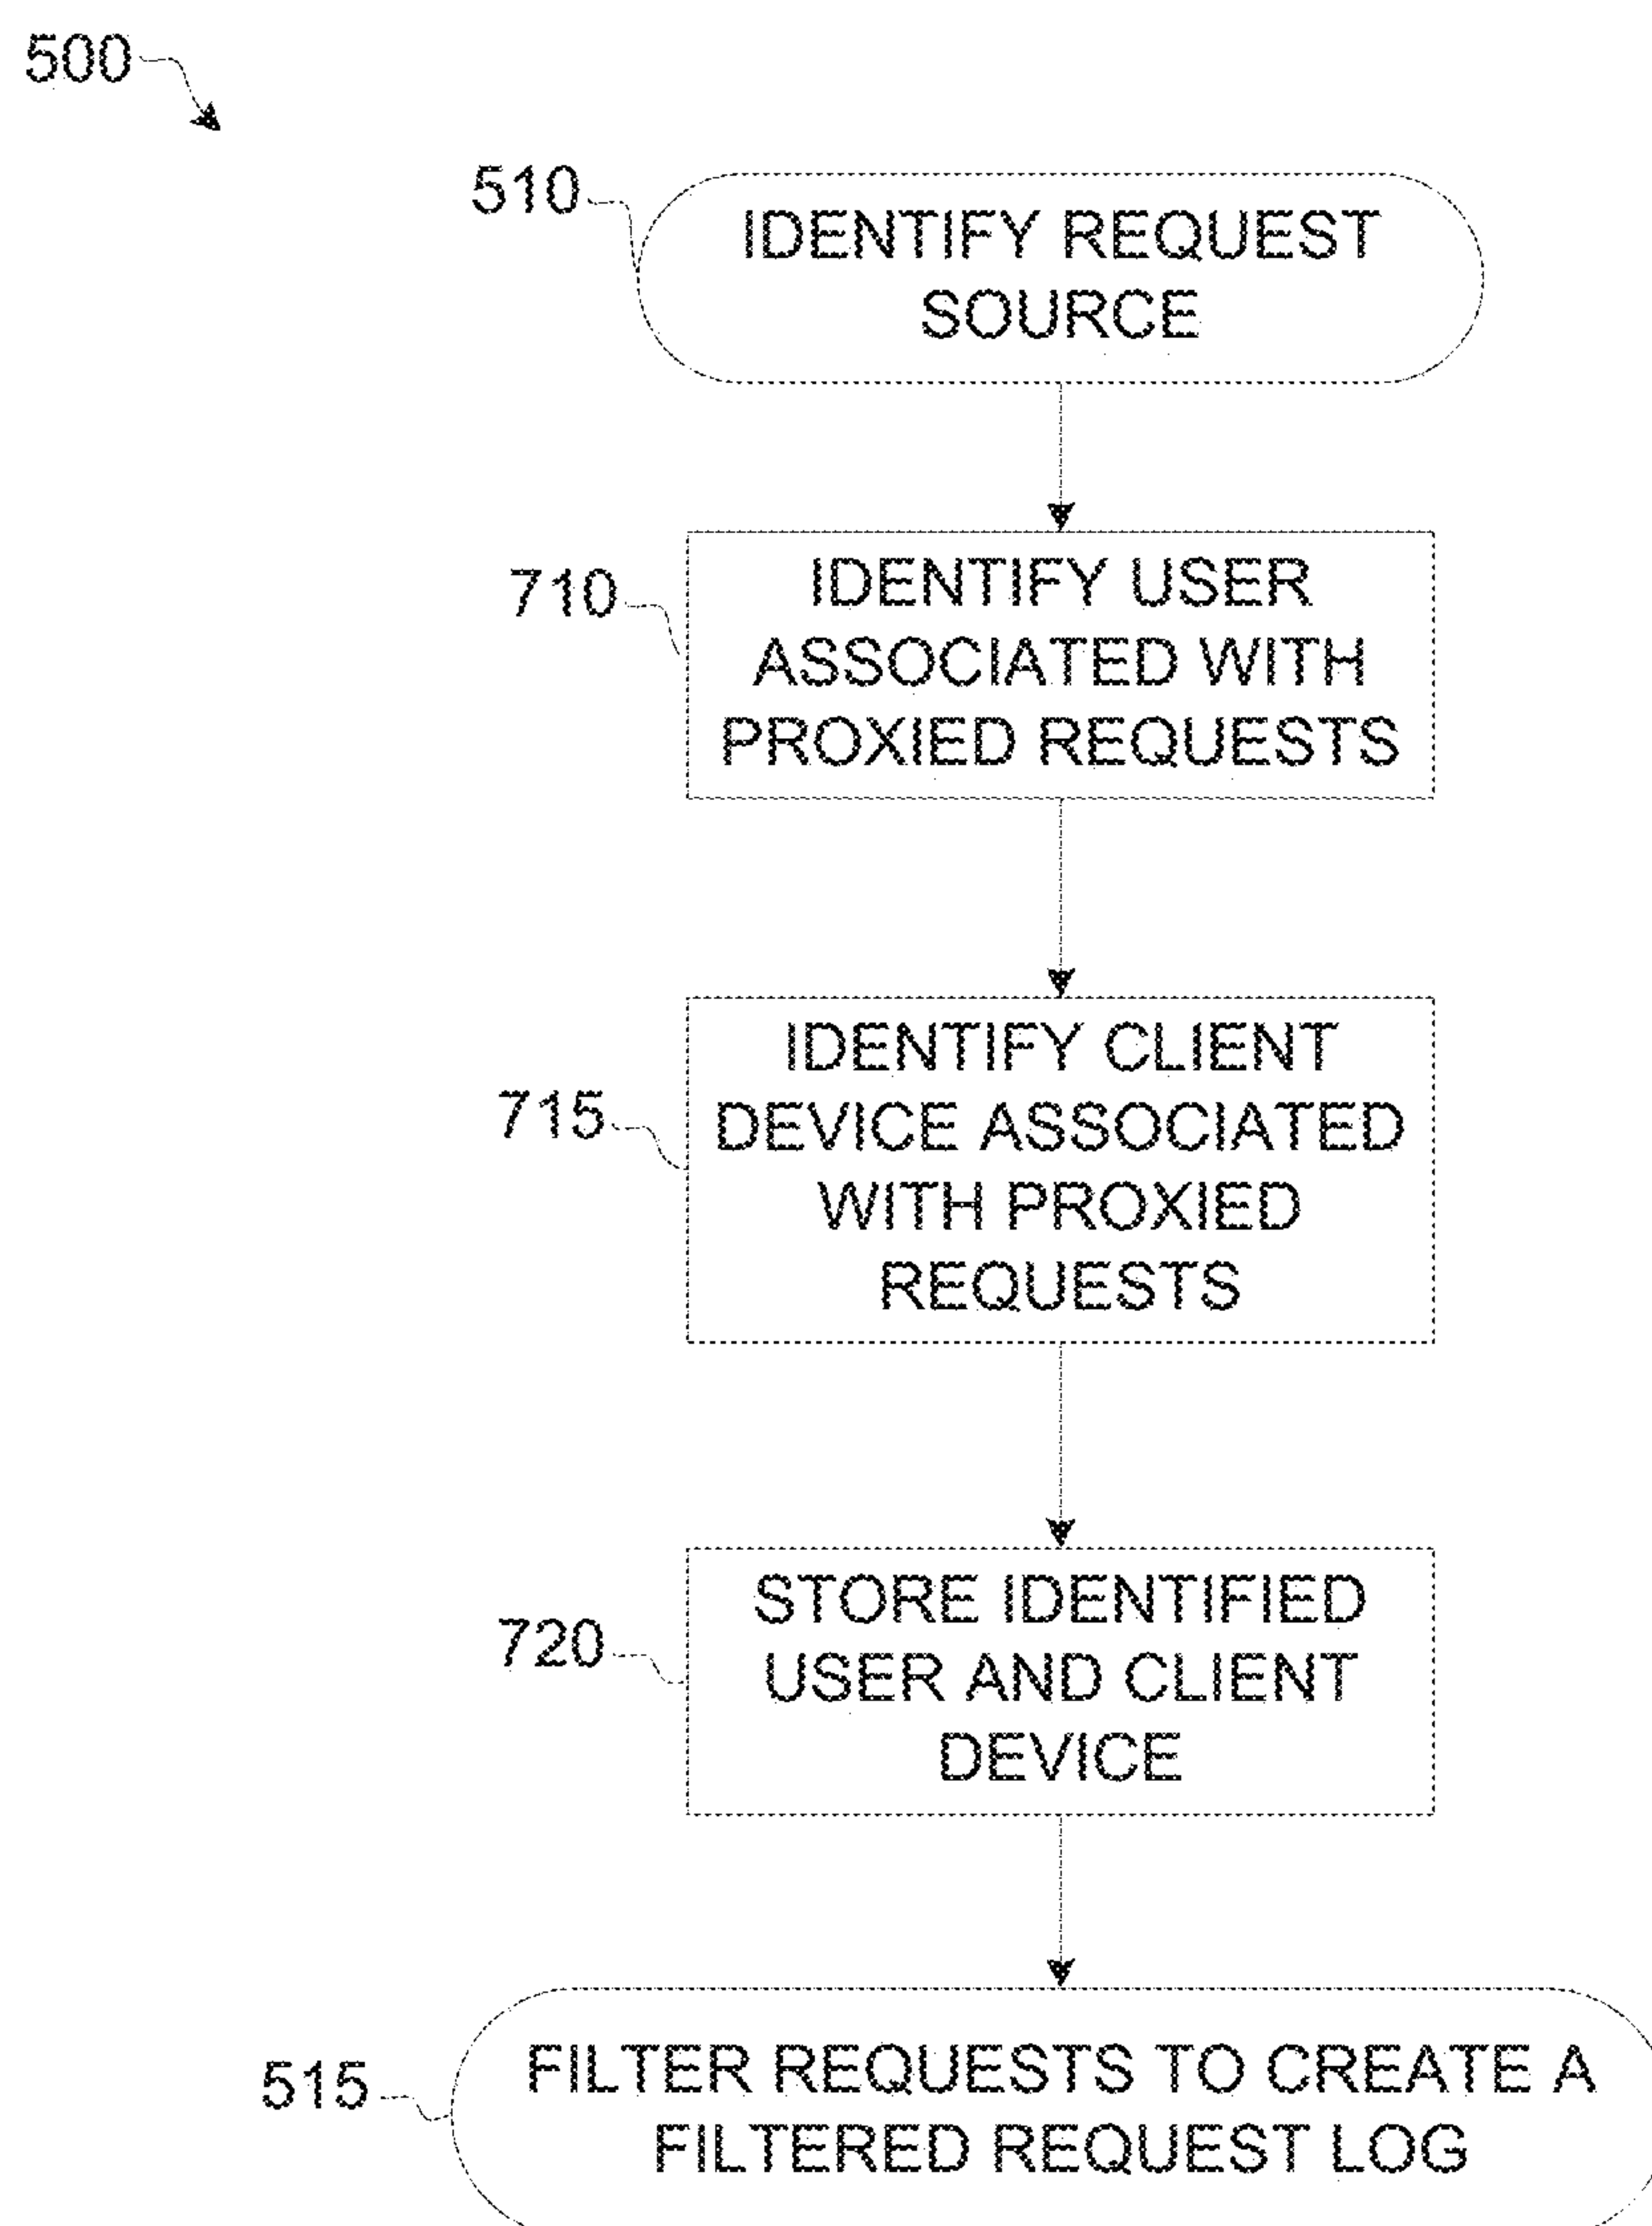 500
510
IDENTIFY REQUEST
SOURCE
710
IDENTIFY USER
ASSOCIATED WITH
PROXIED REQUESTS
715
IDENTIFY CLIENT
DEVICE ASSOCIATED
WITH PROXIED
REQUESTS
720
STORE IDENTIFIED
USER AND CLIENT
DEVICE
515
FILTER REQUESTS TO CREATE A
FILTERED REQUEST LOG